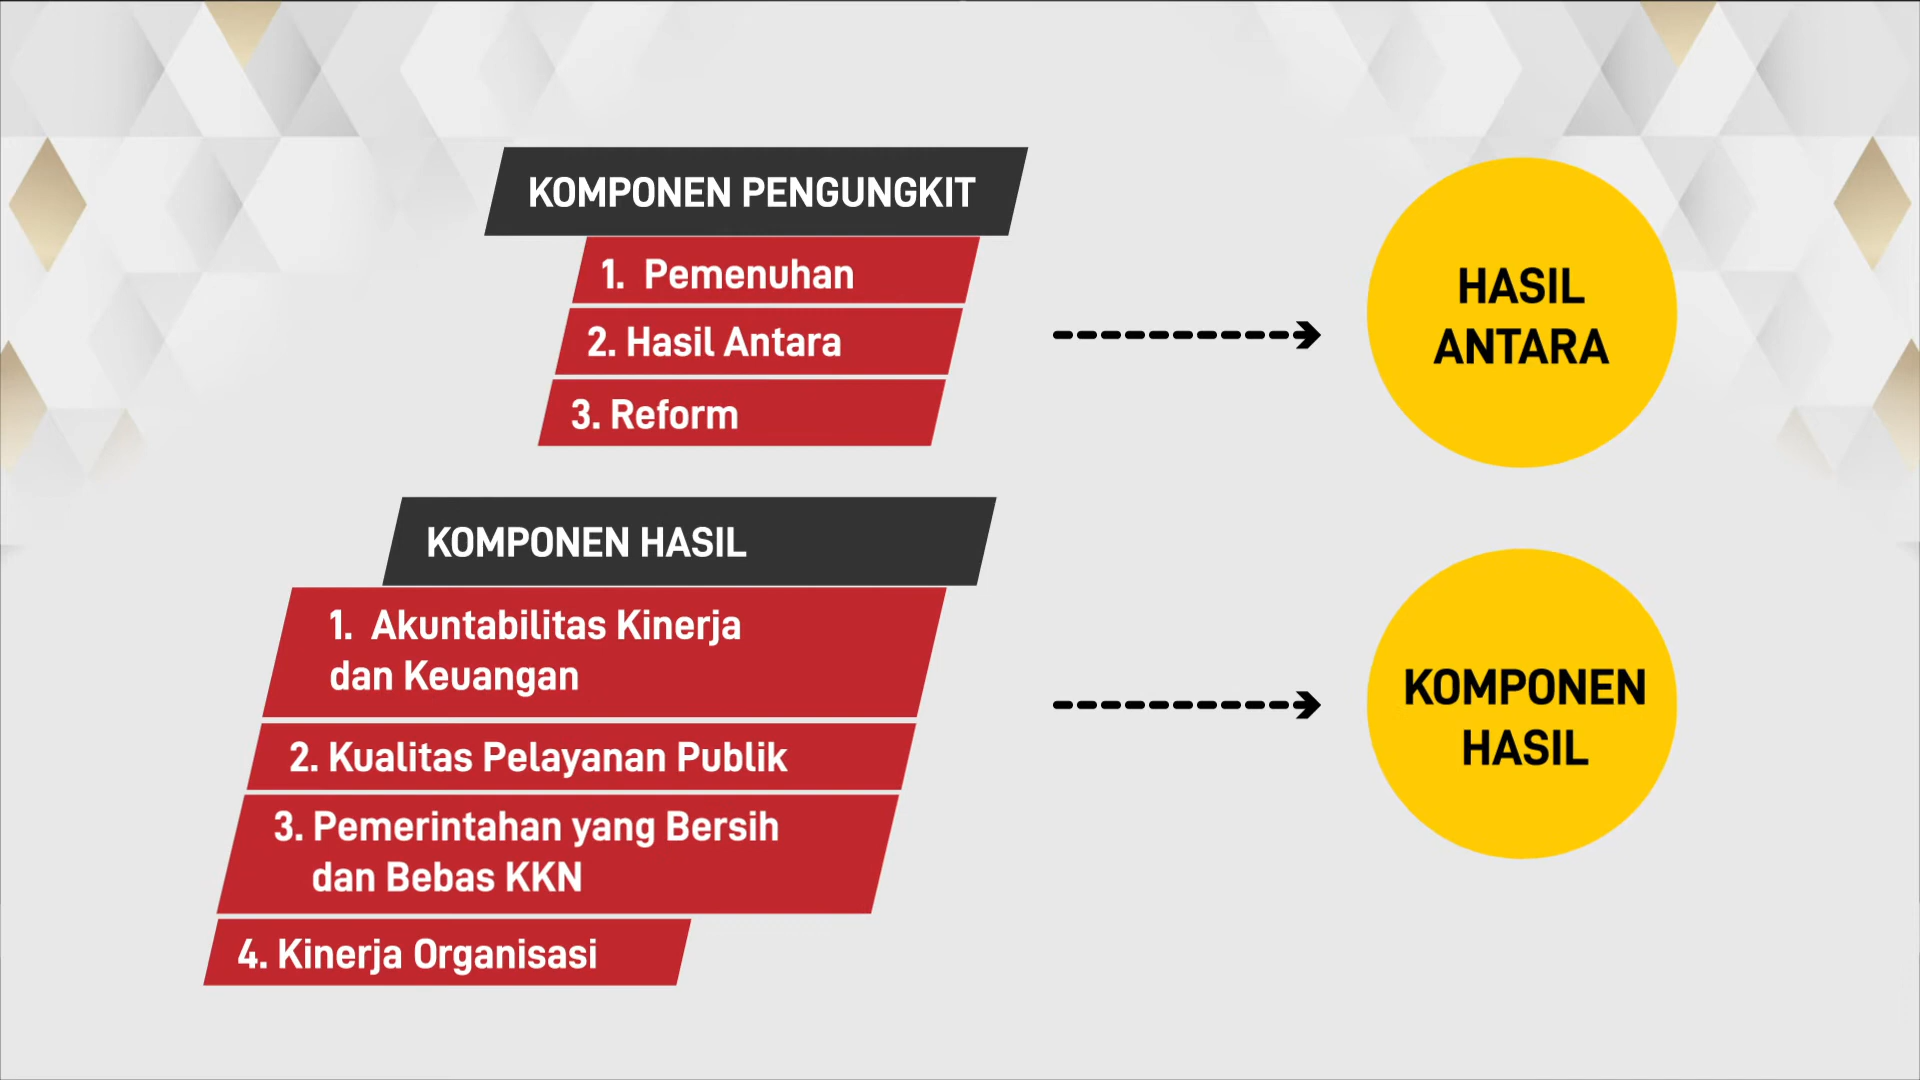 KOMPONEN PENGUNGKIT
1. Pemenuhan
2. Hasil Antara
3. Reform
HASIL
ANTARA
KOMPONEN HASIL
1. Akuntabilitas Kinerja
dan Keuangan
2. Kualitas Pelayanan Publik
3. Pemerintahan yang Bersih
dan Bebas KKN
4. Kinerja Organisasi
KOMPONEN
HASIL